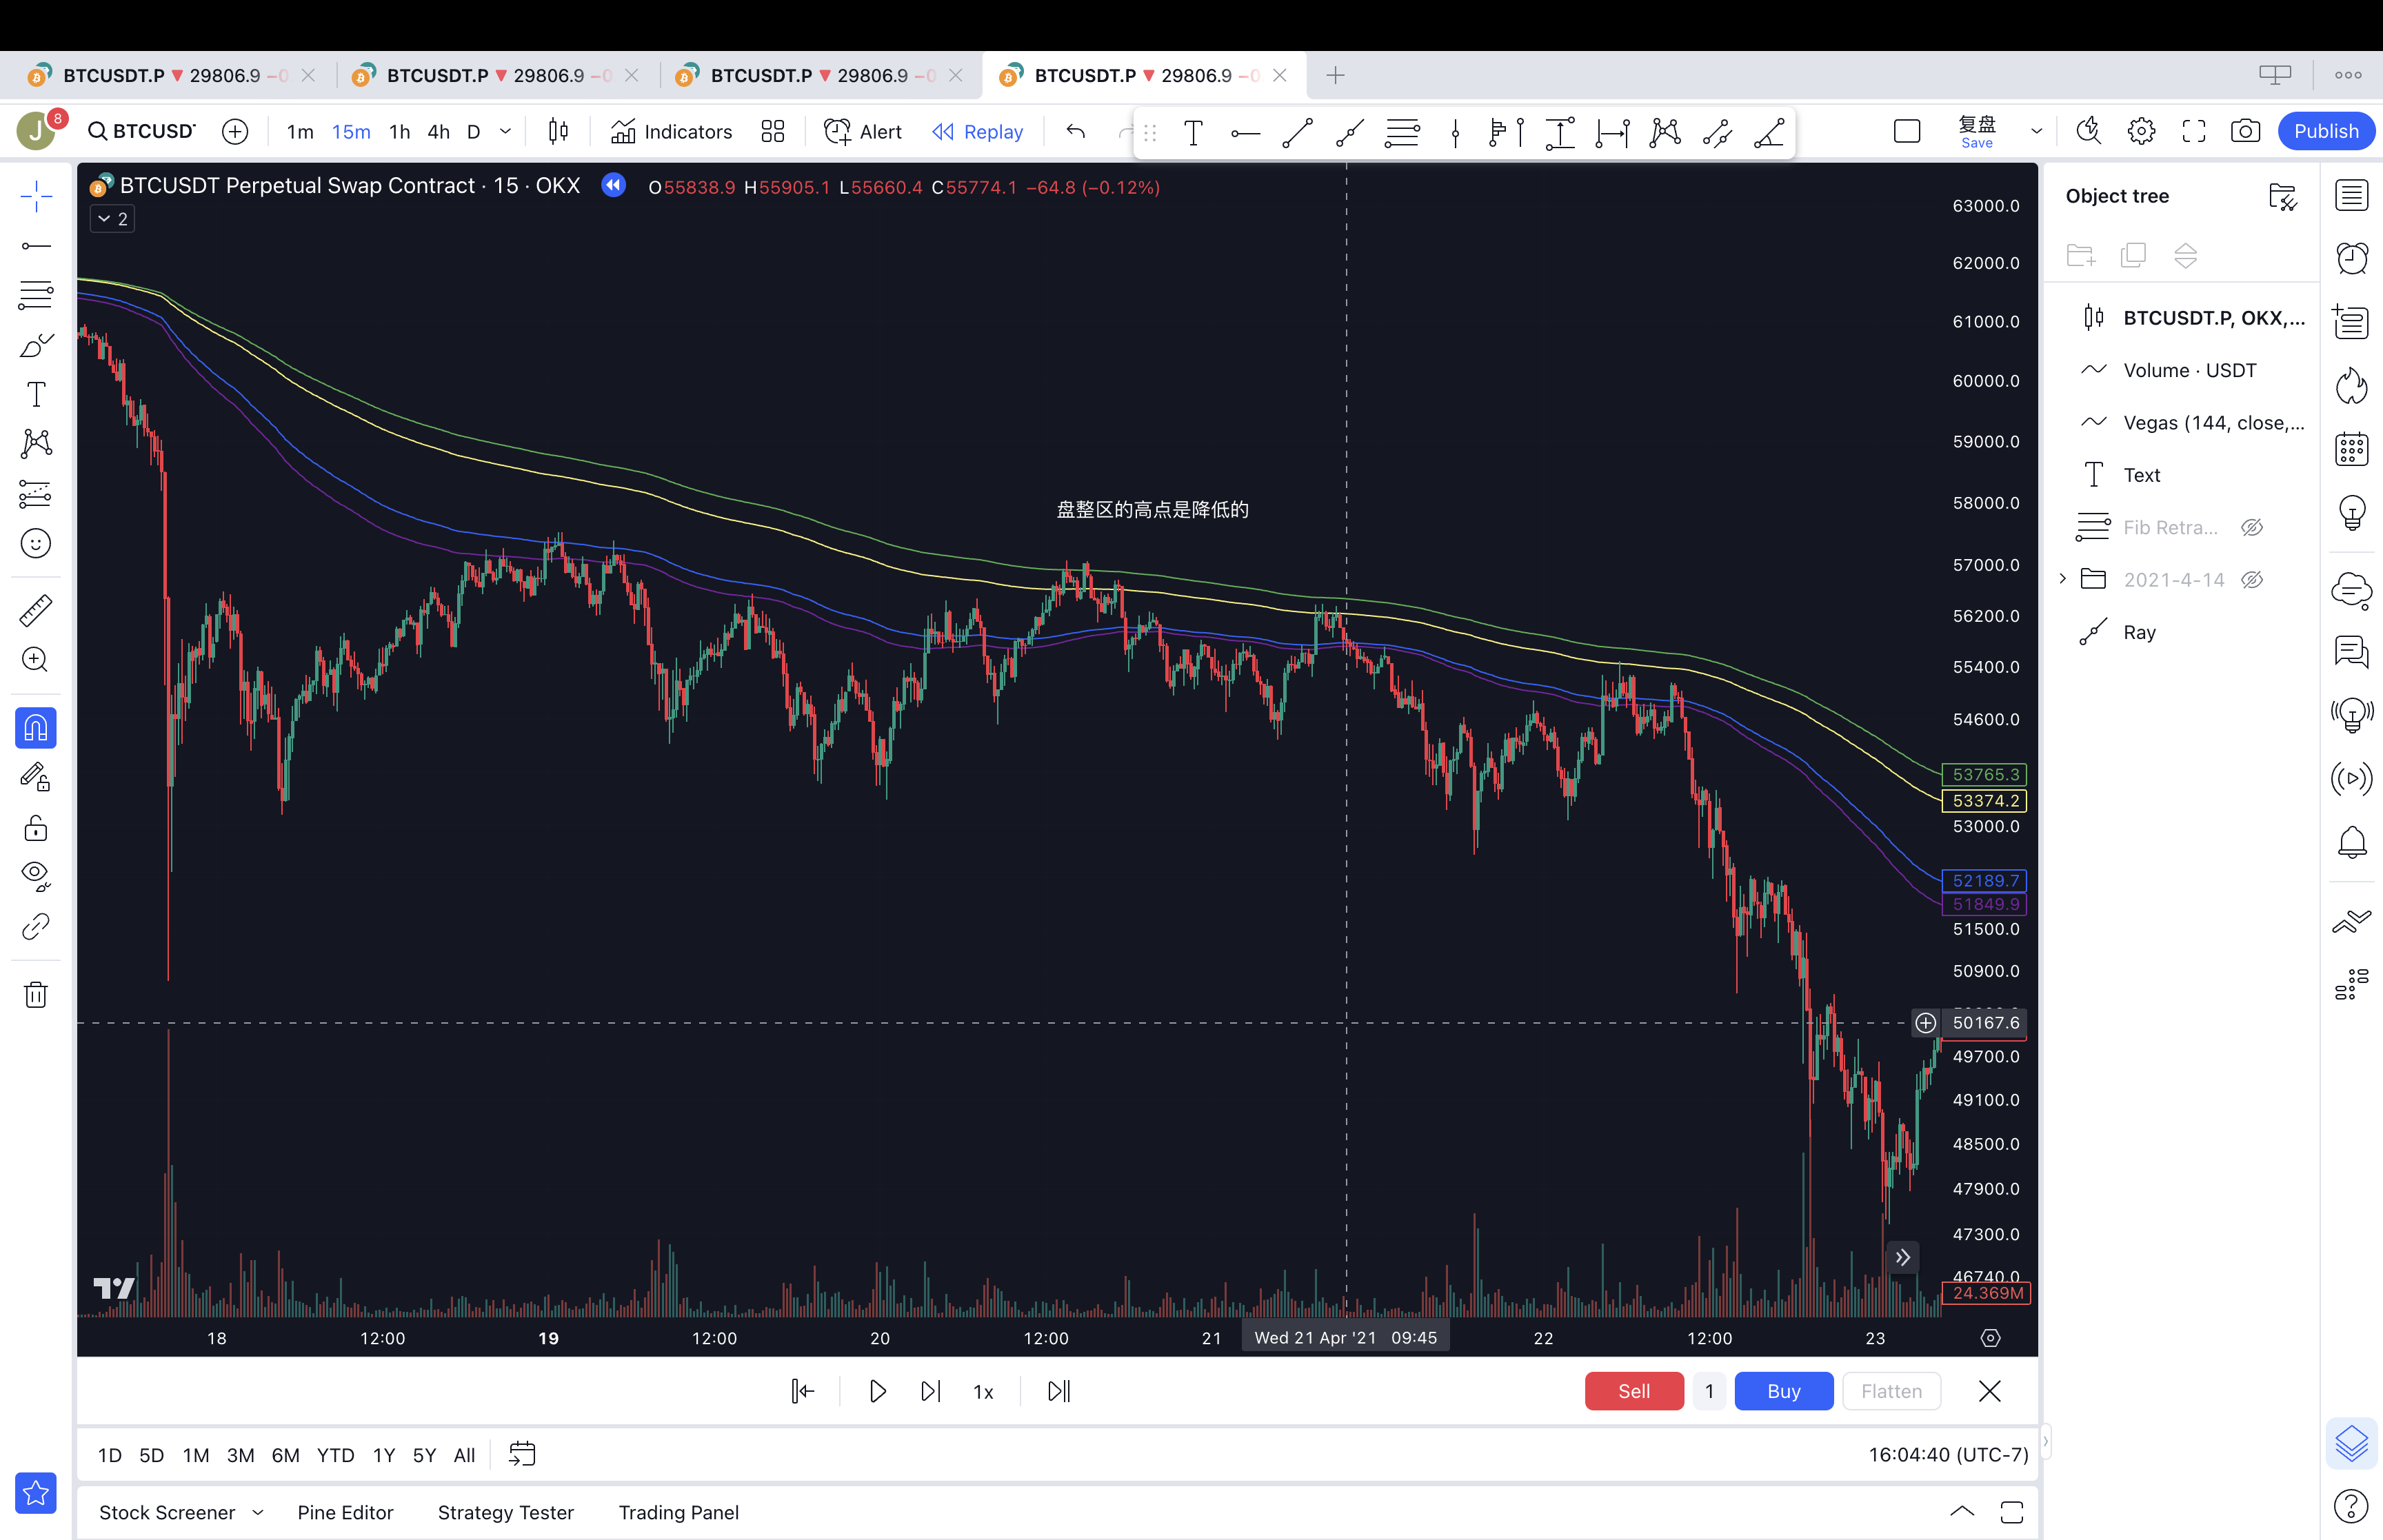 BTCUSDT.P ▼ 29806.9 −0
BTCUSDT.P ▼ 29806.9 −0
BTCUSDT.P ▼ 29806.9 −0
BTCUSDT.P ▼ 29806.9 −0
J 8 BTCUSDT 1m 15m 1h 4h D Indicators Alert Replay T 复盘 Save Publish
BTCUSDT Perpetual Swap Contract · 15 · OKX O55838.9 H55905.1 L55660.4 C55774.1 −64.8 (−0.12%)
2
盘整区的高点是降低的
63000.0
62000.0
61000.0
60000.0
59000.0
58000.0
57000.0
56200.0
55400.0
54600.0
53765.3
53374.2
53000.0
52189.7
51849.9
51500.0
50900.0
50167.6
49700.0
49100.0
48500.0
47900.0
47300.0
46740.0
24.369M
18 12:00 19 12:00 20 12:00 21 Wed 21 Apr '21 09:45 22 12:00 23
Object tree
BTCUSDT.P, OKX,...
Volume · USDT
Vegas (144, close,...
Text
Fib Retra...
2021-4-14
Ray
1x Sell 1 Buy Flatten
1D 5D 1M 3M 6M YTD 1Y 5Y All 16:04:40 (UTC-7)
Stock Screener Pine Editor Strategy Tester Trading Panel